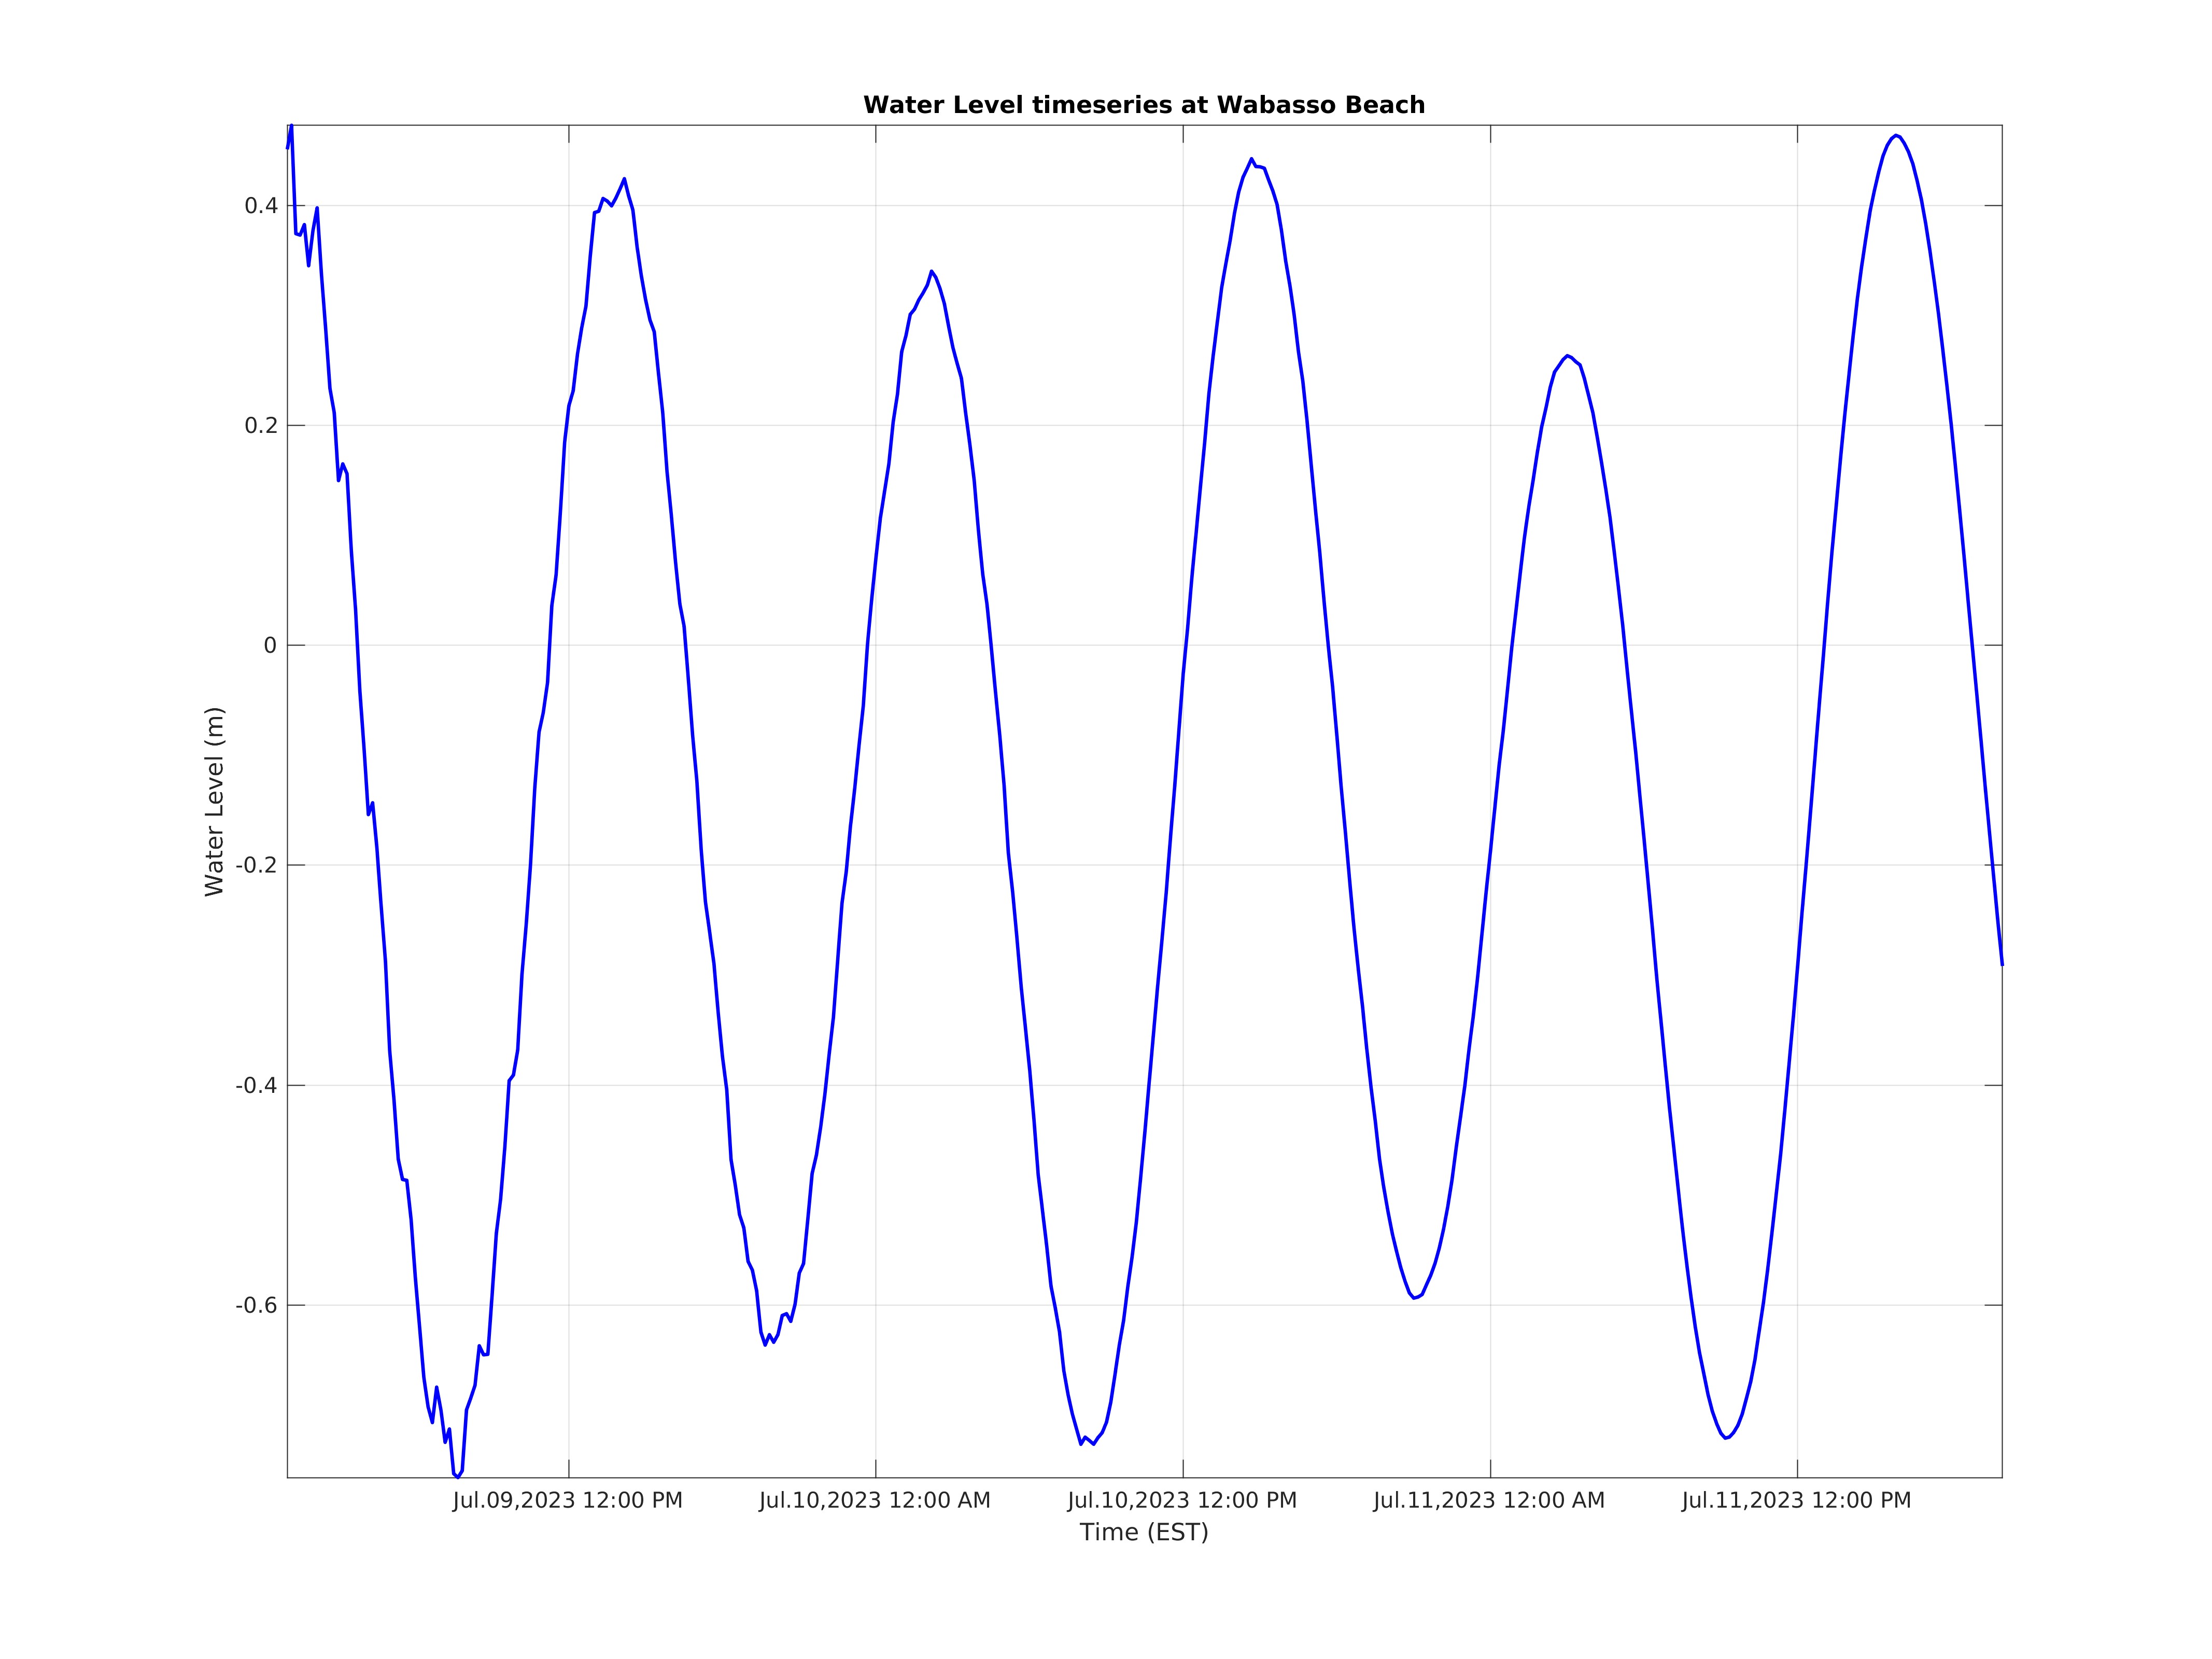 Water Level timeseries at Wabasso Beach
Water Level (m)
0.4
0.2
0
-0.2
-0.4
-0.6
Jul.09,2023 12:00 PM
Jul.10,2023 12:00 AM
Jul.10,2023 12:00 PM
Jul.11,2023 12:00 AM
Jul.11,2023 12:00 PM
Time (EST)